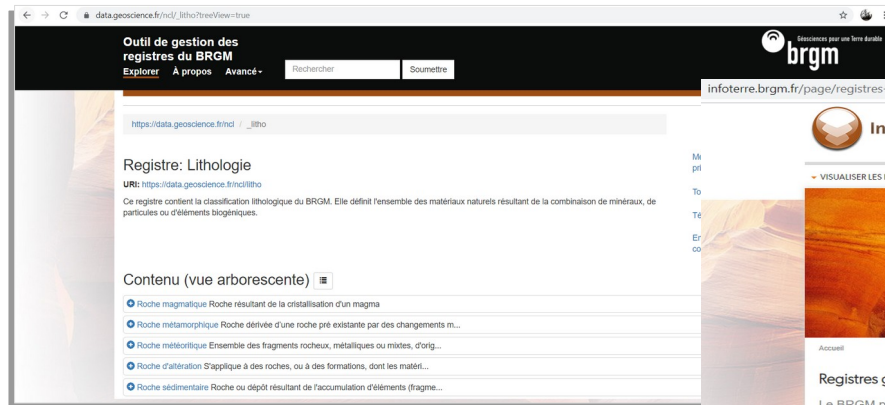 data.geoscience.fr/ncl/_litho?treeView=true
Outil de gestion des
registres du BRGM
Explorer À propos Avancé
Rechercher
Soumettre
Géosciences pour une Terre durable
brgm
https://data.geoscience.fr/ncl / _litho
Registre: Lithologie
URI: https://data.geoscience.fr/ncl/litho
Ce registre contient la classification lithologique du BRGM. Elle définit l'ensemble des matériaux naturels résultant de la combinaison de minéraux, de
particules ou d'éléments biogéniques.
Contenu (vue arborescente)
Roche magmatique Roche résultant de la cristallisation d'un magma
Roche métamorphique Roche dérivée d'une roche pré existante par des changements m...
Roche météoritique Ensemble des fragments rocheux, métalliques ou mixtes, d'orig...
Roche d'altération S'applique à des roches, ou à des formations, dont les matéri...
Roche sédimentaire Roche ou dépôt résultant de l'accumulation d'éléments (fragme...
infoterre.brgm.fr/page/registres-
In
VISUALISER LES
Accueil
Registres g
Le BRGM